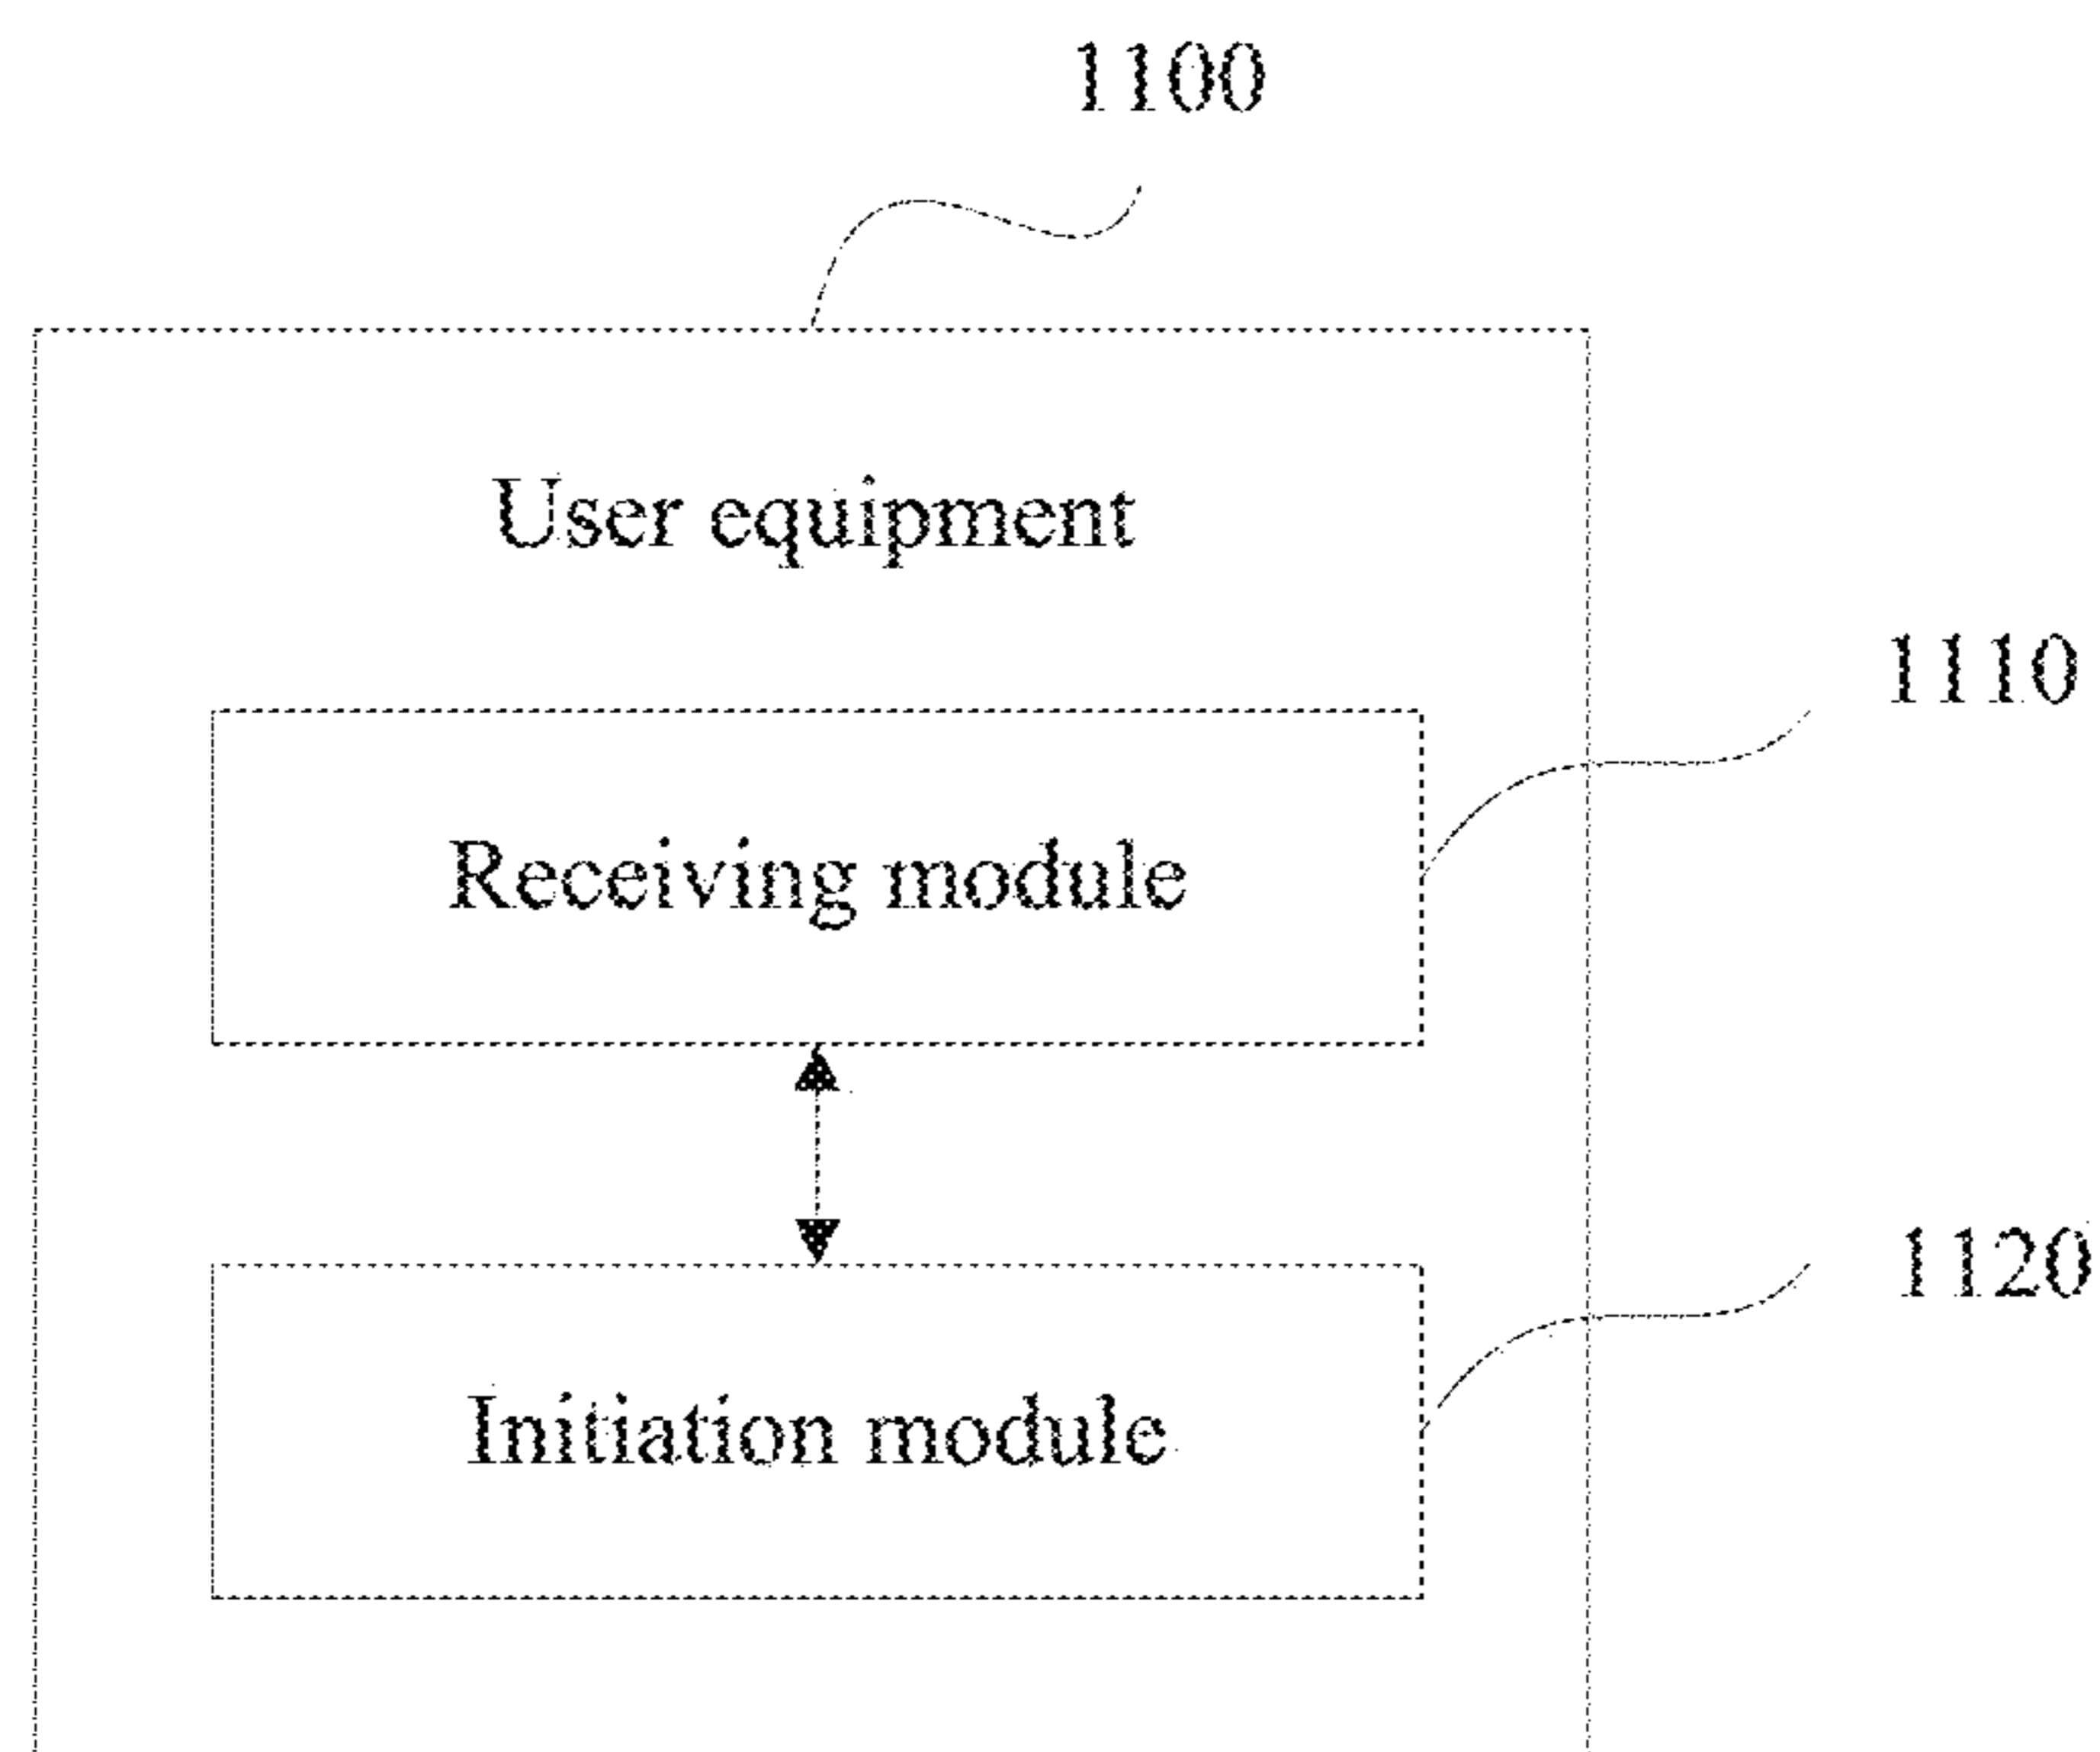 1100
User equipment
1110
Receiving module
1120
Initiation module